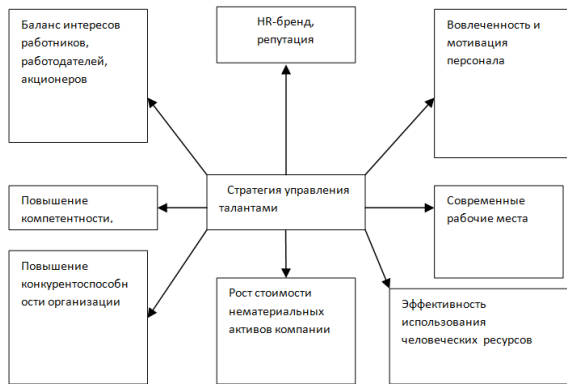 Баланс интересов
работников,
работодателей,
акционеров
HR-бренд,
репутация
Вовлеченность и
мотивация
персонала
Повышение
компетентности,
Стратегия управления
талантами
Современные
рабочие места
Повышение
конкурентоспособн
ности организации
Рост стоимости
нематериальных
активов компании
Эффективность
использования
человеческих ресурсов